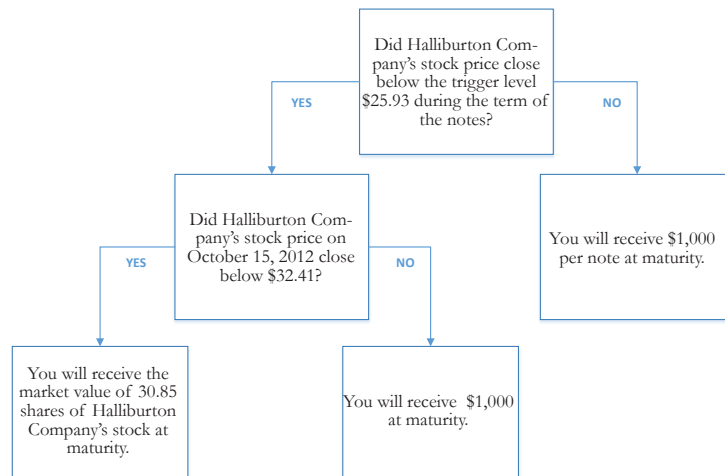 Did Halliburton Com-
pany's stock price close
below the trigger level
$25.93 during the term of
the notes?
YES
NO
Did Halliburton Com-
pany's stock price on
October 15, 2012 close
below $32.41?
You will receive $1,000
per note at maturity.
YES
NO
You will receive the
market value of 30.85
shares of Halliburton
Company's stock at
maturity.
You will receive $1,000
at maturity.